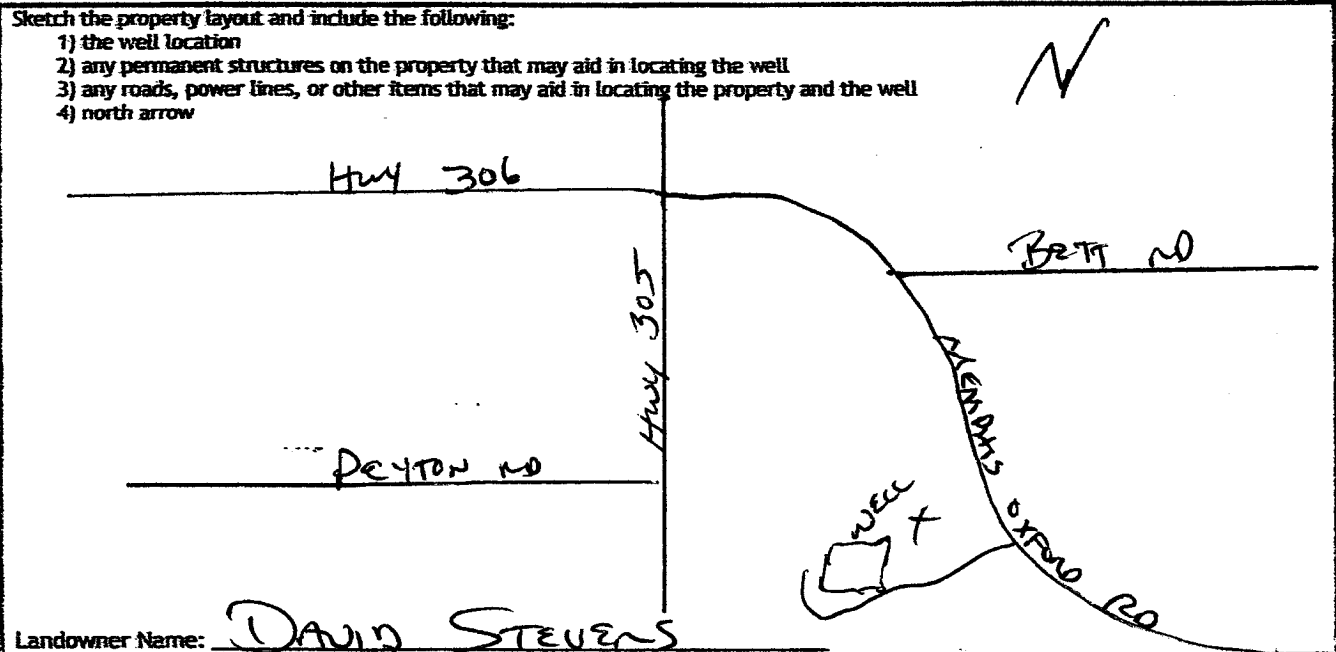 Sketch the property layout and include the following:
1) the well location
2) any permanent structures on the property that may aid in locating the well
3) any roads, power lines, or other items that may aid in locating the property and the well
4) north arrow
N
Hwy 306
BETT RD
Hwy 305
MEMPHIS OXFORD RD
PEYTON RD
WELL
Landowner Name: DAVID STEVENS